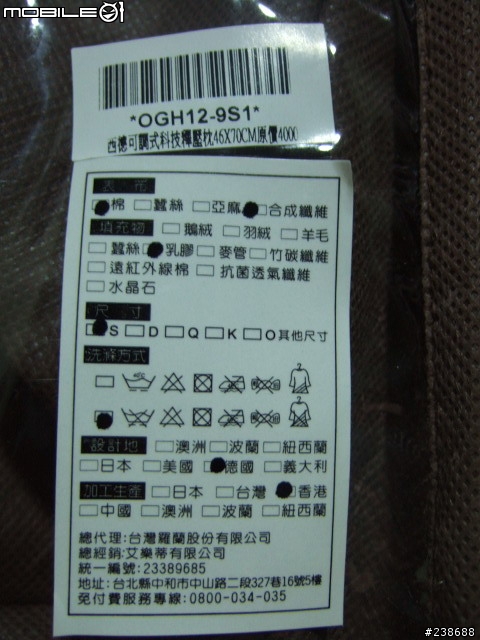 MOBILE01
*OGH12-9S1*
西德可調式科技釋壓枕46X70CM原價4000
表布
棉 蠶絲 亞麻 合成纖維
填充物 鵝絨 羽絨 羊毛
蠶絲 乳膠 麥管 竹碳纖維
遠紅外線棉 抗菌透氣纖維
水晶石
尺寸
S D Q K O其他尺寸
洗滌方式
設計地 澳洲 波蘭 紐西蘭
日本 美國 德國 義大利
加工生產 日本 台灣 香港
中國 澳洲 波蘭 紐西蘭
總代理:台灣羅蘭股份有限公司
總經銷:艾樂蒂有限公司
統一編號:23389685
地址:台北縣中和市中山路二段327巷16號5樓
免付費服務專線:0800-034-035
#238688